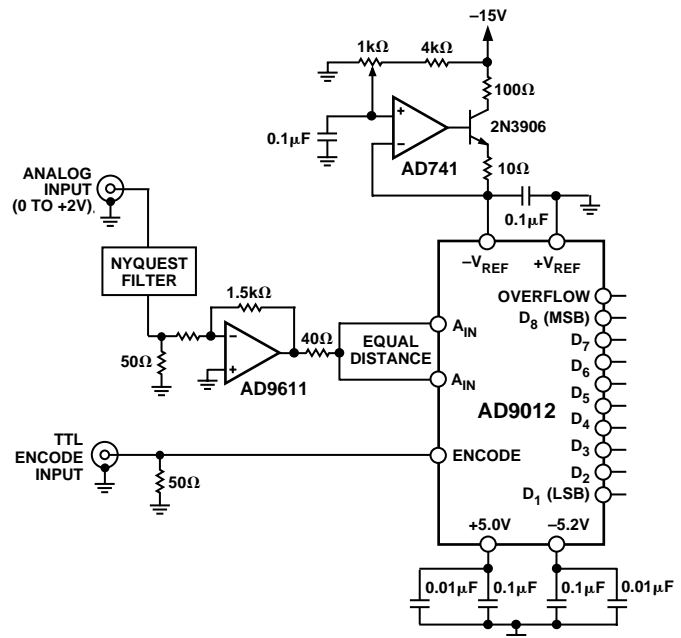 –15V
1kΩ
4kΩ
100Ω
2N3906
0.1µF
+
–
AD741
10Ω
0.1µF
ANALOG
INPUT
(0 TO +2V)
NYQUEST
FILTER
–VREF
+VREF
1.5kΩ
50Ω
–
+
AD9611
40Ω
EQUAL
DISTANCE
AIN
AIN
OVERFLOW
D8 (MSB)
D7
D6
D5
D4
D3
D2
D1 (LSB)
AD9012
TTL
ENCODE
INPUT
50Ω
ENCODE
+5.0V
–5.2V
0.01µF
0.1µF
0.1µF
0.01µF